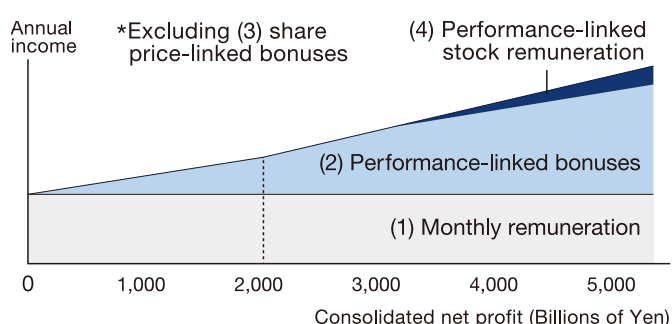 Annual
income
*Excluding (3) share
price-linked bonuses
(4) Performance-linked
stock remuneration
(2) Performance-linked bonuses
(1) Monthly remuneration
0 1,000 2,000 3,000 4,000 5,000
Consolidated net profit (Billions of Yen)